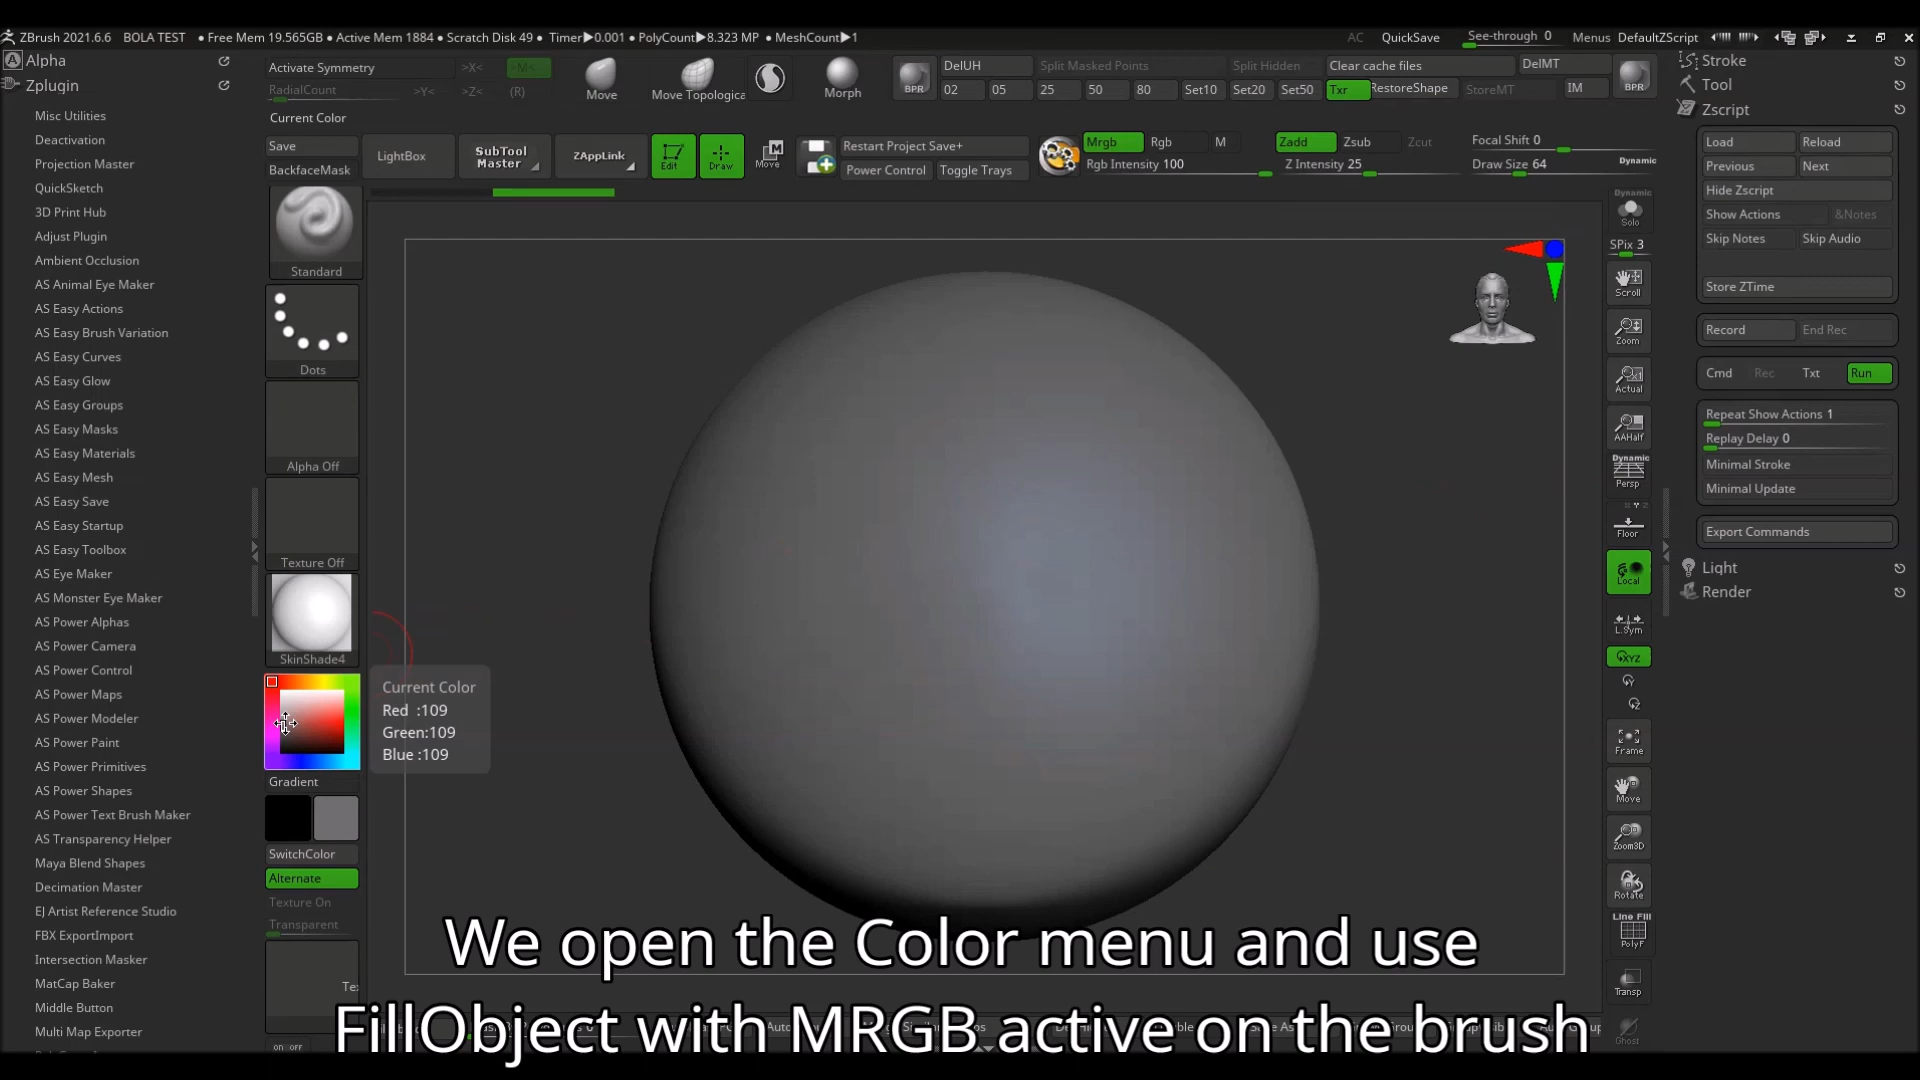 ZBrush 2021.6.6 BOLA TEST • Free Mem 19.565GB • Active Mem 1884 • Scratch Disk 49 • Timer▶0.001 • PolyCount▶8.323 MP • MeshCount▶1 AC QuickSave See-through 0 Menus DefaultZScript
Alpha
Zplugin
Misc Utilities
Deactivation
Projection Master
QuickSketch
3D Print Hub
Adjust Plugin
Ambient Occlusion
AS Animal Eye Maker
AS Easy Actions
AS Easy Brush Variation
AS Easy Curves
AS Easy Glow
AS Easy Groups
AS Easy Masks
AS Easy Materials
AS Easy Mesh
AS Easy Save
AS Easy Startup
AS Easy Toolbox
AS Eye Maker
AS Monster Eye Maker
AS Power Alphas
AS Power Camera
AS Power Control
AS Power Maps
AS Power Modeler
AS Power Paint
AS Power Primitives
AS Power Shapes
AS Power Text Brush Maker
AS Transparency Helper
Maya Blend Shapes
Decimation Master
EJ Artist Reference Studio
FBX ExportImport
Intersection Masker
MatCap Baker
Middle Button
Multi Map Exporter
Activate Symmetry >X< >M<
RadialCount >Y< >Z< (R)
Move
Move Topologica
Morph
BPR
DelUH Split Masked Points Split Hidden Clear cache files DelMT
02 05 25 50 80 Set10 Set20 Set50 Txr RestoreShape StoreMT IM
BPR
Current Color
Save
BackfaceMask
LightBox
SubTool
Master
ZAppLink
Edit
Draw
Move
Restart Project Save+
Power Control Toggle Trays
Mrgb Rgb M
Rgb Intensity 100
Zadd Zsub Zcut
Z Intensity 25
Focal Shift 0
Draw Size 64 Dynamic
Standard
Dots
Alpha Off
Texture Off
SkinShade4
Current Color
Red :109
Green:109
Blue :109
Gradient
SwitchColor
Alternate
Texture On
Transparent
Te
ON OFF
Dynamic
Solo
SPix 3
Scroll
Zoom
Actual
AAHalf
Dynamic
Persp
Floor
Local
L.Sym
XYZ
Frame
Move
Zoom3D
Rotate
Line Fill
PolyF
Transp
Ghost
Stroke
Tool
Zscript
Load Reload
Previous Next
Hide Zscript
Show Actions &Notes
Skip Notes Skip Audio
Store ZTime
Record End Rec
Cmd Rec Txt Run
Repeat Show Actions 1
Replay Delay 0
Minimal Stroke
Minimal Update
Export Commands
Light
Render
We open the Color menu and use
FillObject with MRGB active on the brush